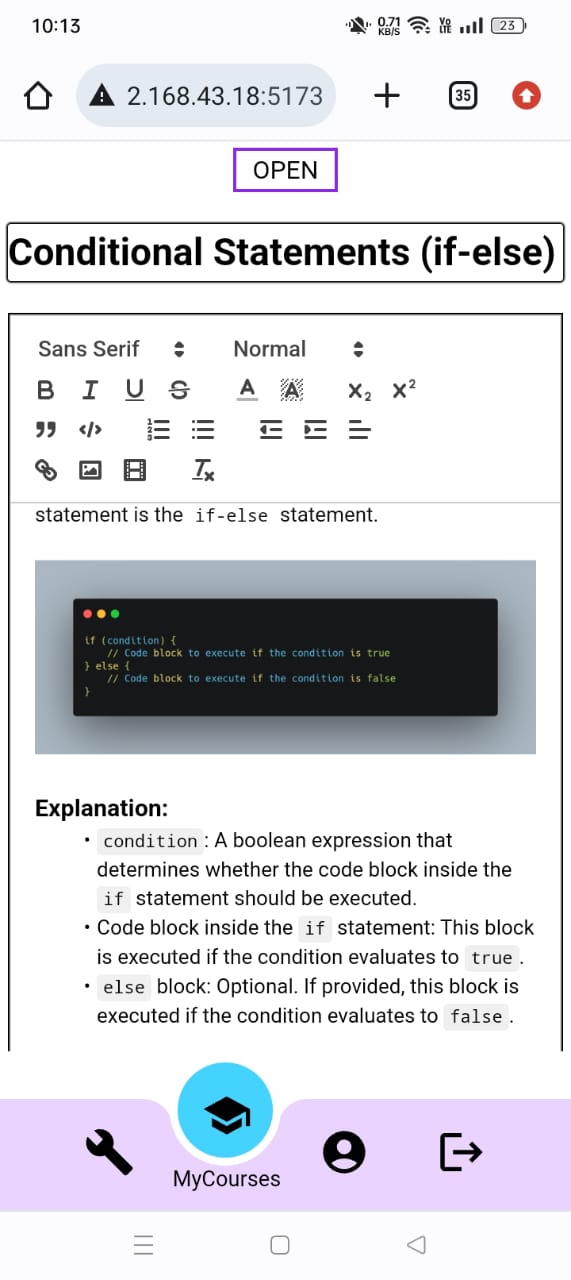 10:13
0.71
KB/S
Vo
LTE
23
2.168.43.18:5173
35
OPEN
Conditional Statements (if-else)
Sans Serif
Normal
B I U S A A X₂ X²
statement is the if-else statement.
if (condition) {
// Code block to execute if the condition is true
} else {
// Code block to execute if the condition is false
}
Explanation:
• condition : A boolean expression that
determines whether the code block inside the
if statement should be executed.
• Code block inside the if statement: This block
is executed if the condition evaluates to true .
• else block: Optional. If provided, this block is
executed if the condition evaluates to false .
MyCourses